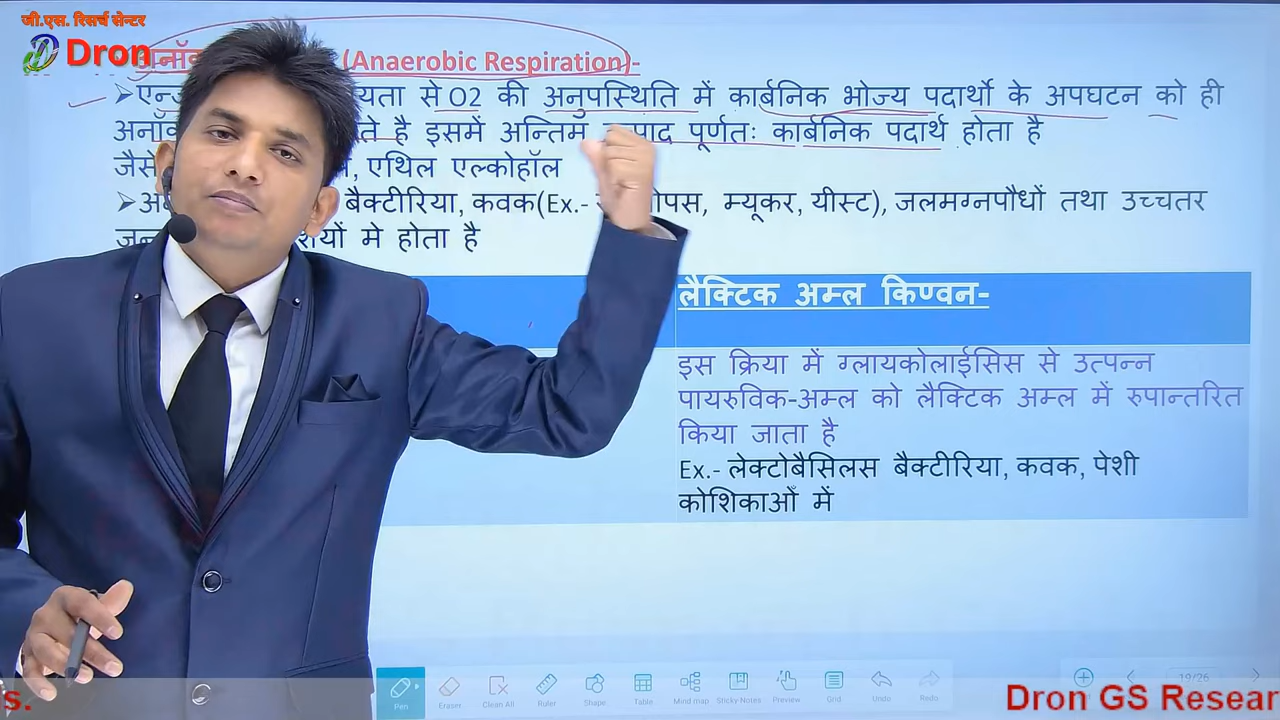 जी.एस. रिसर्च सेन्टर
Dron
(Anaerobic Respiration)-
➤ से O2 की अनुपस्थिति में कार्बनिक भोज्य पदार्थो के अपघटन को ही
है इसमें अन्तिम पूर्णतः कार्बनिक पदार्थ होता है
जैसे एथिल एल्कोहॉल
➤ बैक्टीरिया, कवक(Ex.- म्यूकर, यीस्ट), जलमग्नपौधों तथा उच्चतर
मे होता है
लैक्टिक अम्ल किण्वन-
इस क्रिया में ग्लायकोलाईसिस से उत्पन्न
पायरुविक-अम्ल को लैक्टिक अम्ल में रुपान्तरित
किया जाता है
Ex.- लेक्टोबैसिलस बैक्टीरिया, कवक, पेशी
कोशिकाओं में
Pen Eraser Clean All Ruler Shape Table Mind map Sticky Notes Preview Grid Undo Redo 19/26
s. Dron GS Resear